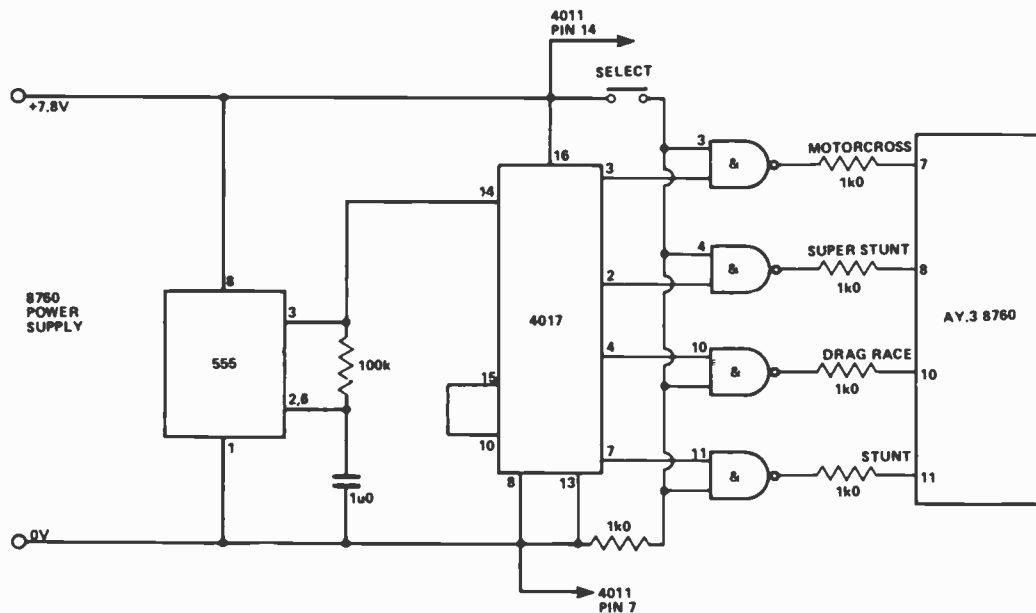 4011
PIN 14
SELECT
+7.8V
16
3
&
MOTORCROSS
1k0
7
14
3
4
&
SUPER STUNT
1k0
8
2
8760
POWER
SUPPLY
8
3
555
2,6
1
100k
1u0
4017
15
10
4
10
&
DRAG RACE
1k0
10
AY.3 8760
7
11
&
STUNT
1k0
11
8
13
0V
1k0
4011
PIN 7